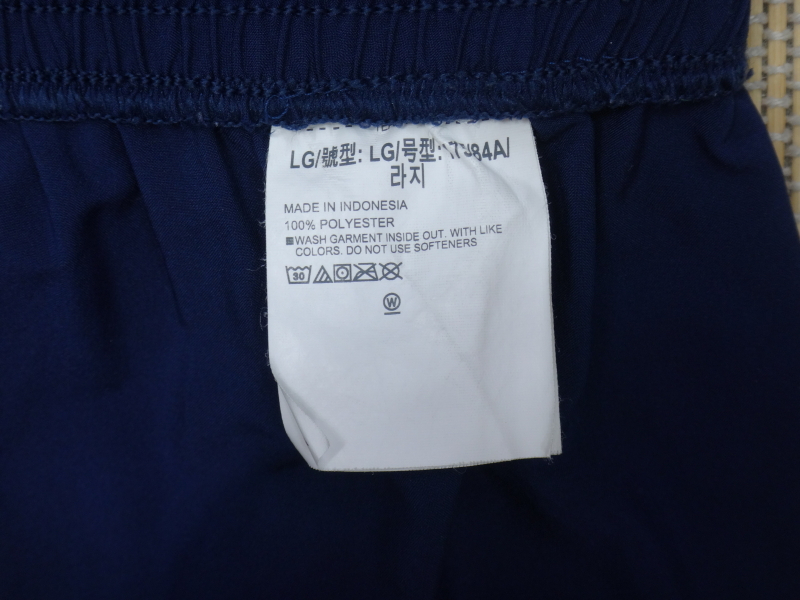 LG/號型: LG/号型:
라지
MADE IN INDONESIA
100% POLYESTER
■WASH GARMENT INSIDE OUT. WITH LIKE
COLORS. DO NOT USE SOFTENERS
30
W